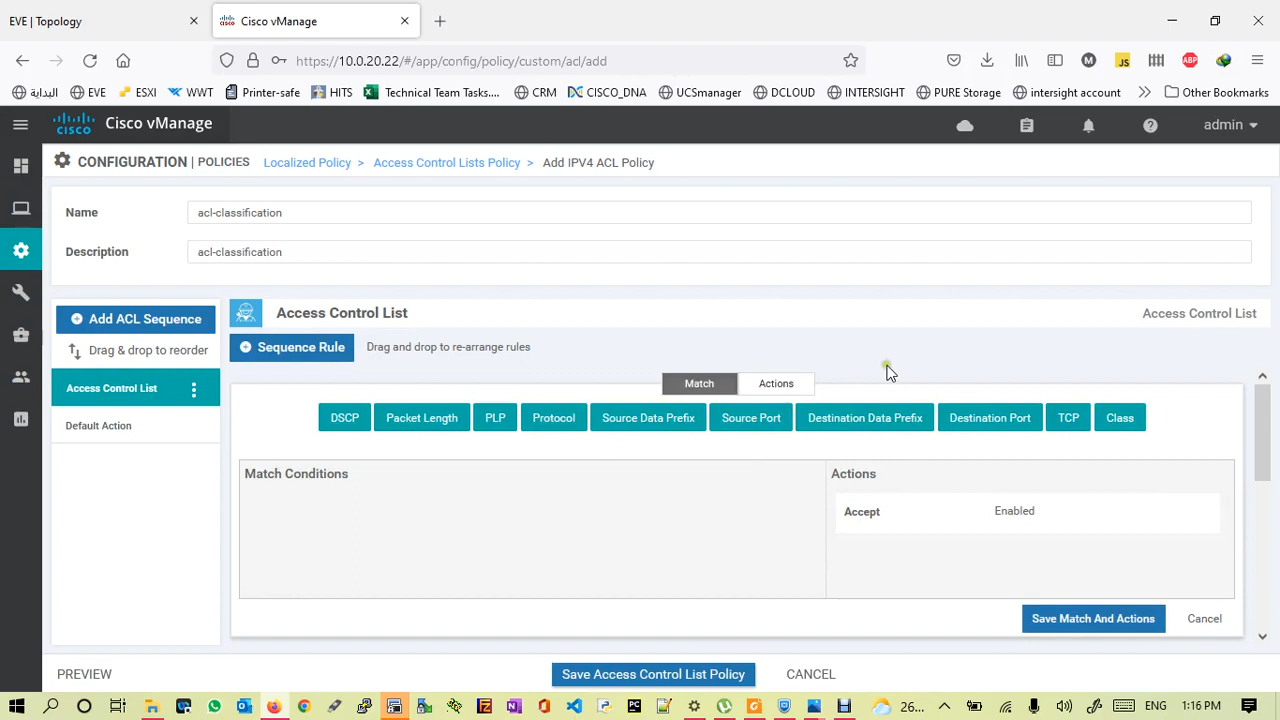 EVE | Topology
Cisco vManage
https://10.0.20.22/#/app/config/policy/custom/acl/add
البداية
EVE
ESXI
WWT
Printer-safe
HITS
Technical Team Tasks....
CRM
CISCO_DNA
UCSmanager
DCLOUD
INTERSIGHT
PURE Storage
intersight account
Other Bookmarks
M
JS
ABP
cisco
Cisco vManage
admin
CONFIGURATION | POLICIES
Localized Policy >
Access Control Lists Policy >
Add IPV4 ACL Policy
Name
acl-classification
Description
acl-classification
Add ACL Sequence
Drag & drop to reorder
Access Control List
Default Action
Access Control List
Access Control List
Sequence Rule
Drag and drop to re-arrange rules
Match
Actions
DSCP
Packet Length
PLP
Protocol
Source Data Prefix
Source Port
Destination Data Prefix
Destination Port
TCP
Class
Match Conditions
Actions
Accept
Enabled
Save Match And Actions
Cancel
PREVIEW
Save Access Control List Policy
CANCEL
26...
ENG
1:16 PM